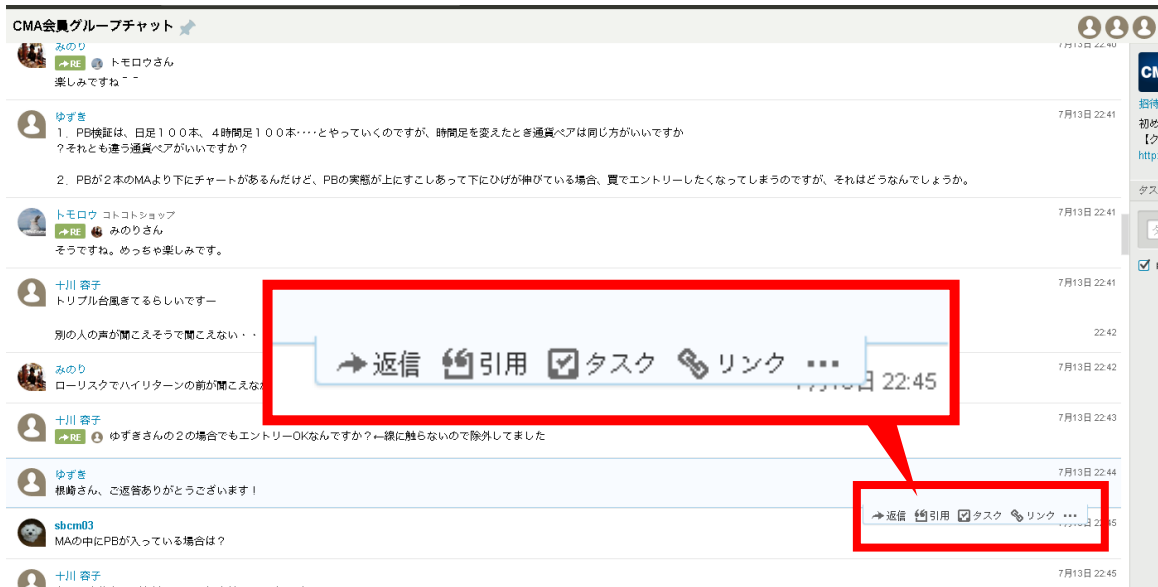 CMA会員グループチャット
みのり
7月13日 22:40
RE トモロウさん
楽しみですね＾＾
ゆずき
7月13日 22:41
１．PB検証は、日足１００本、４時間足１００本・・・・とやっていくのですが、時間足を変えたとき通貨ペアは同じ方がいいですか
？それとも違う通貨ペアがいいですか？
２．PBが２本のMAより下にチャートがあるんだけど、PBの実態が上にすこしあって下にひげが伸びている場合、買でエントリーしたくなってしまうのですが、それはどうなんでしょうか。
トモロウ コトコトショップ
7月13日 22:41
RE みのりさん
そうですね。めっちゃ楽しみです。
十川 容子
7月13日 22:41
トリプル台風きてるらしいですー
別の人の声が聞こえそうで聞こえない・・
22:42
みのり
7月13日 22:42
ローリスクでハイリターンの前が聞こえな
十川 容子
7月13日 22:43
RE ゆずきさんの２の場合でもエントリーOKなんですか？←線に触らないので除外してました
ゆずき
7月13日 22:44
根崎さん、ご返答ありがとうございます！
返信 引用 タスク リンク •••
22:45
sbcm03
MAの中にPBが入っている場合は？
返信 引用 タスク リンク •••
日 22:45
十川 容子
7月13日 22:45
CM
招待
初め
【ク
http:
タス